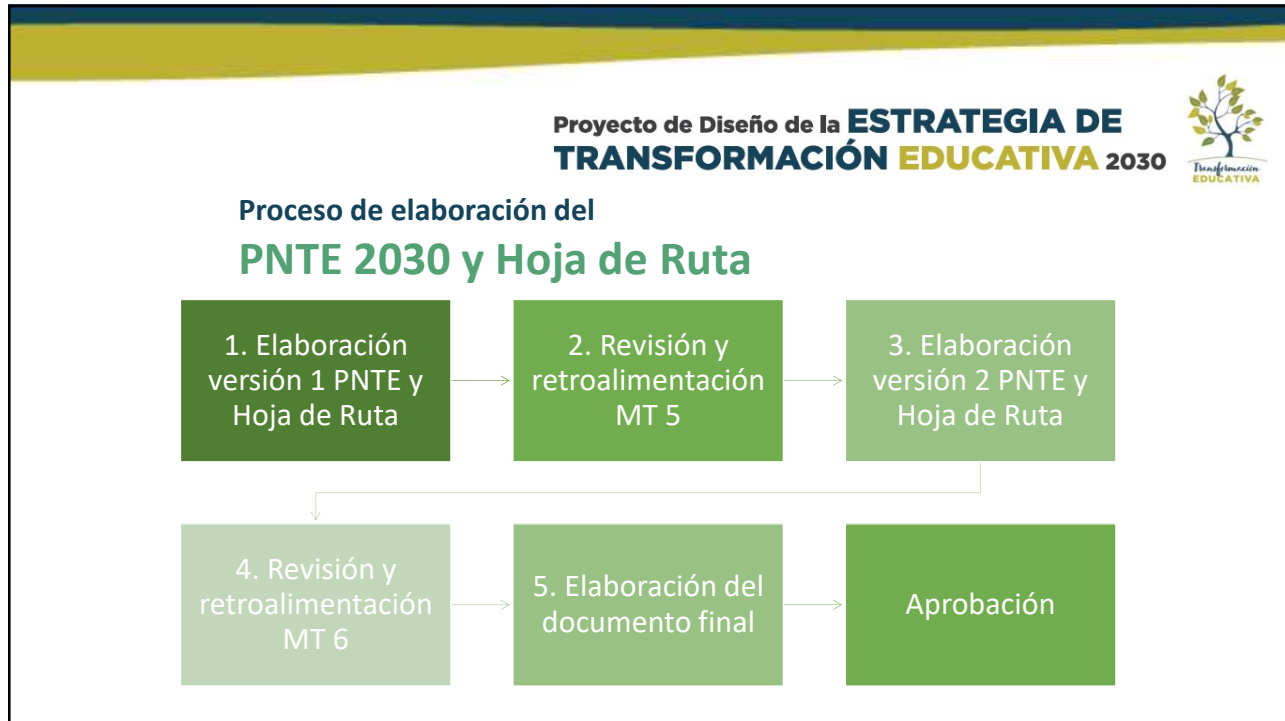 Proyecto de Diseño de la ESTRATEGIA DE
TRANSFORMACIÓN EDUCATIVA 2030
Transformación
EDUCATIVA
Proceso de elaboración del
PNTE 2030 y Hoja de Ruta
1. Elaboración
versión 1 PNTE y
Hoja de Ruta
2. Revisión y
retroalimentación
MT 5
3. Elaboración
versión 2 PNTE y
Hoja de Ruta
4. Revisión y
retroalimentación
MT 6
5. Elaboración del
documento final
Aprobación